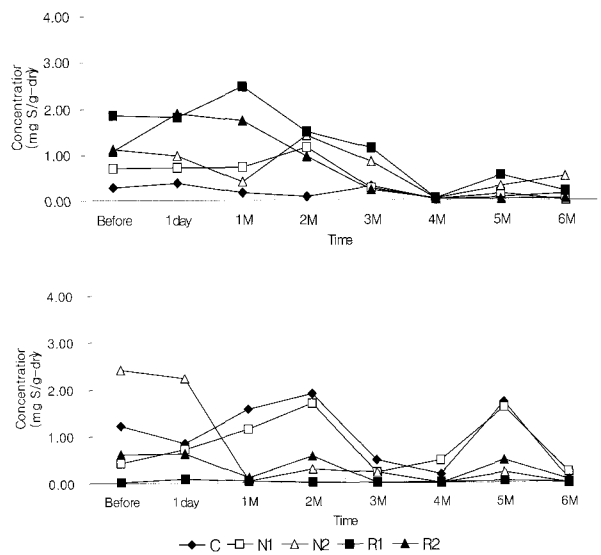 Concentration
(mg S/g-dry)
4.00
3.00
2.00
1.00
0.00
Before 1day 1M 2M 3M 4M 5M 6M
Time
Concentration
(mg S/g-dry)
4.00
3.00
2.00
1.00
0.00
Before 1day 1M 2M 3M 4M 5M 6M
Time
C N1 N2 R1 R2